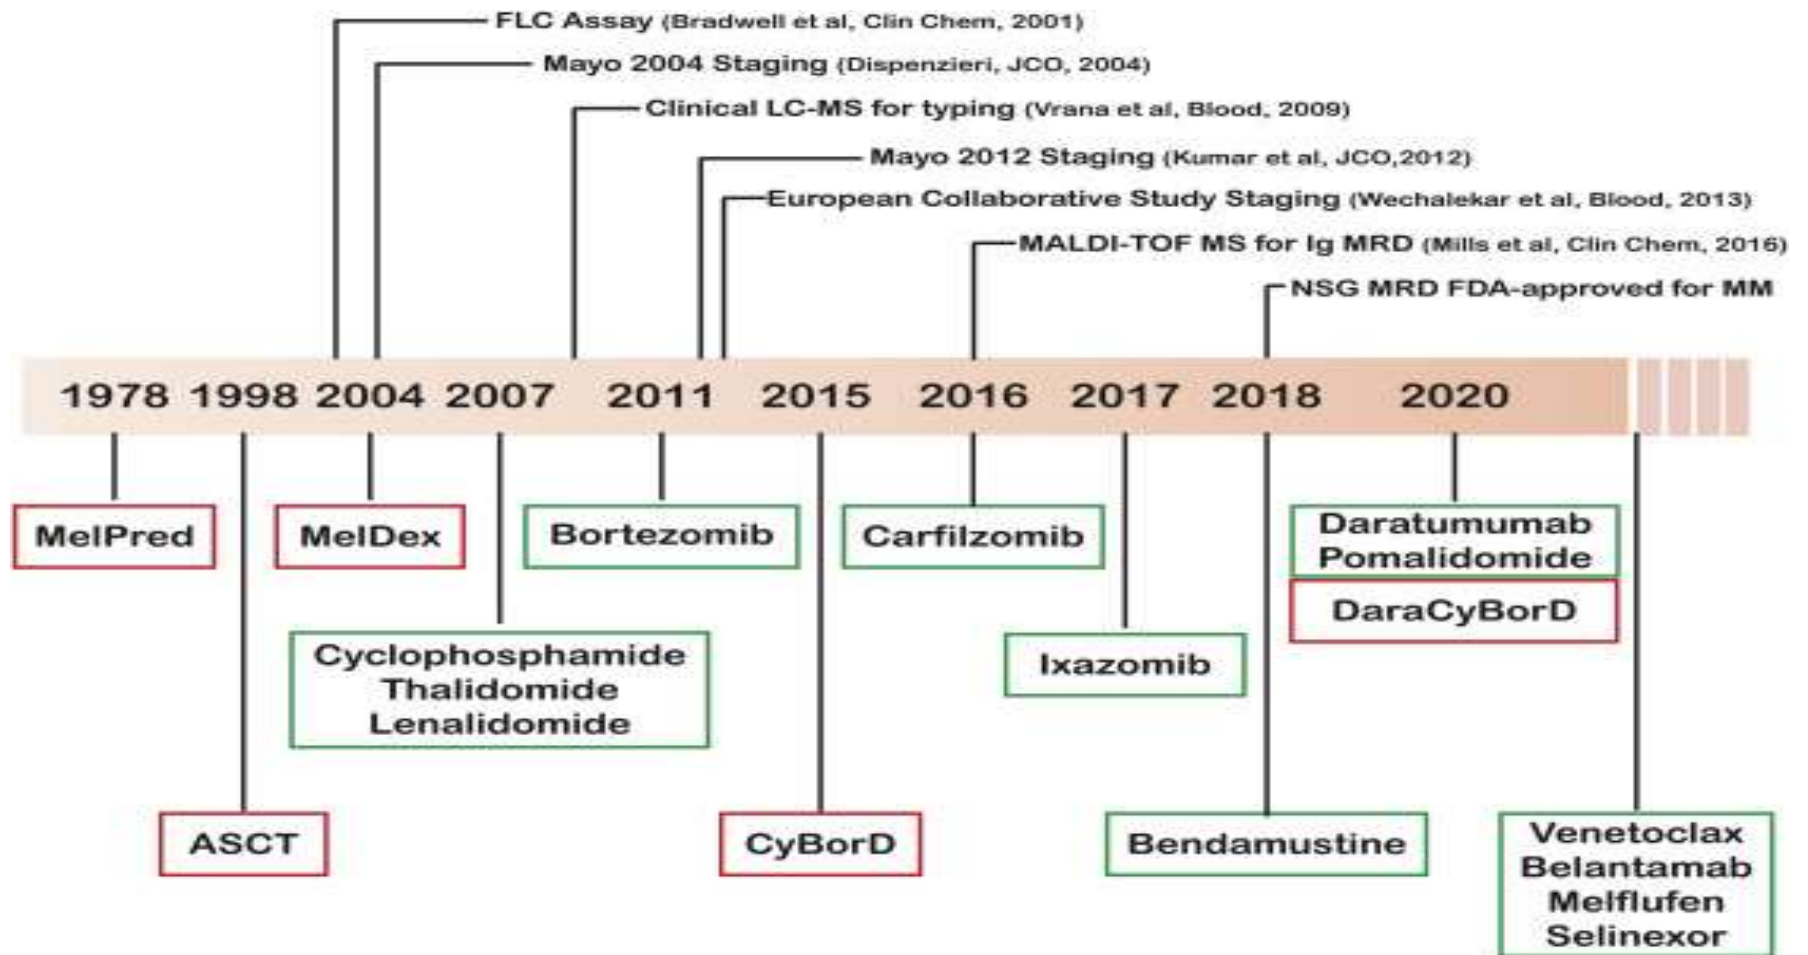 FLC Assay (Bradwell et al, Clin Chem, 2001)
Mayo 2004 Staging (Dispenzieri, JCO, 2004)
Clinical LC-MS for typing (Vrana et al, Blood, 2009)
Mayo 2012 Staging (Kumar et al, JCO,2012)
European Collaborative Study Staging (Wechalekar et al, Blood, 2013)
MALDI-TOF MS for Ig MRD (Mills et al, Clin Chem, 2016)
NSG MRD FDA-approved for MM
1978 1998 2004 2007 2011 2015 2016 2017 2018 2020
MelPred
MelDex
Bortezomib
Carfilzomib
Daratumumab
Pomalidomide
DaraCyBorD
Cyclophosphamide
Thalidomide
Lenalidomide
Ixazomib
ASCT
CyBorD
Bendamustine
Venetoclax
Belantamab
Melflufen
Selinexor